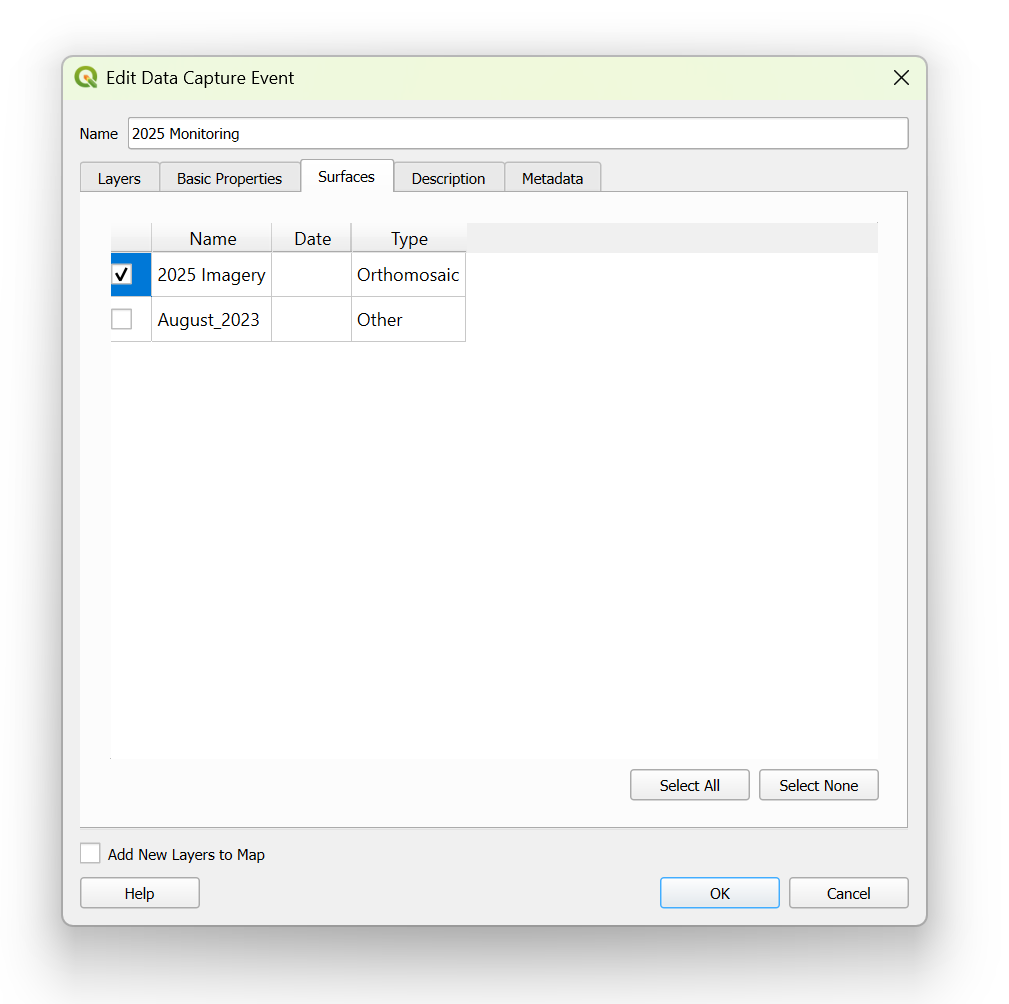 Edit Data Capture Event
Name 2025 Monitoring
Layers Basic Properties Surfaces Description Metadata
Name Date Type
2025 Imagery Orthomosaic
August_2023 Other
Select All Select None
Add New Layers to Map
Help OK Cancel